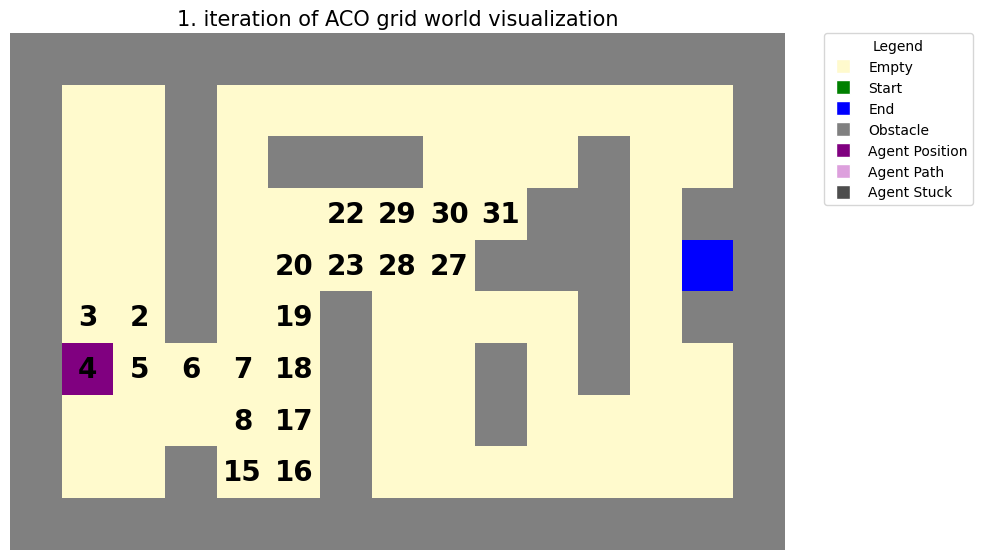 1. iteration of ACO grid world visualization
Legend
Empty
Start
End
Obstacle
Agent Position
Agent Path
Agent Stuck
22 29 30 31
20 23 28 27
3 2 19
4 5 6 7 18
8 17
15 16